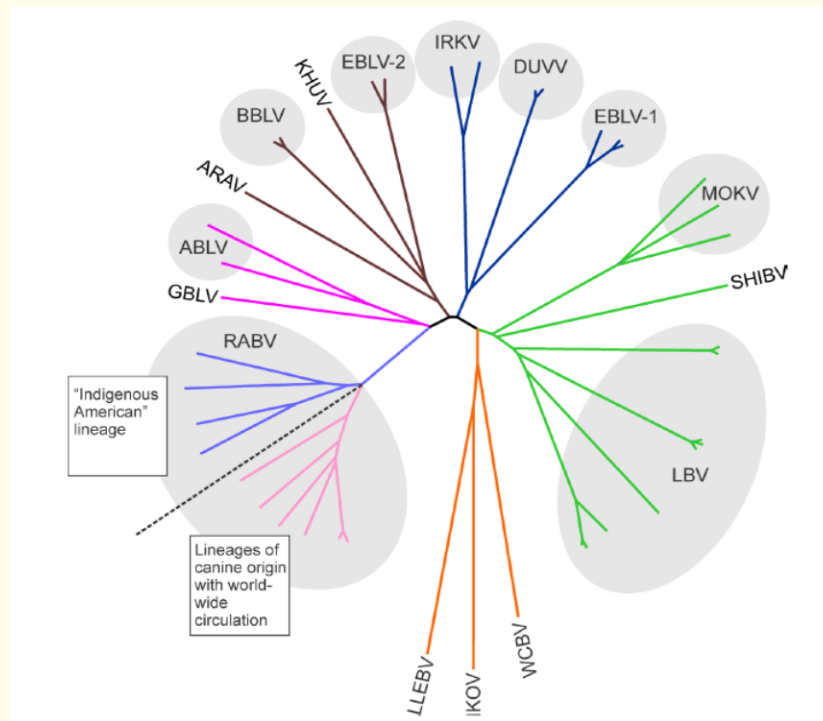 IRKV
EBLV-2
DUVV
KHUV
BBLV
EBLV-1
ARAV
MOKV
ABLV
SHIBV
GBLV
RABV
"Indigenous
American"
lineage
LBV
Lineages of
canine origin
with world-
wide
circulation
LLEBV
IKOV
WCBV